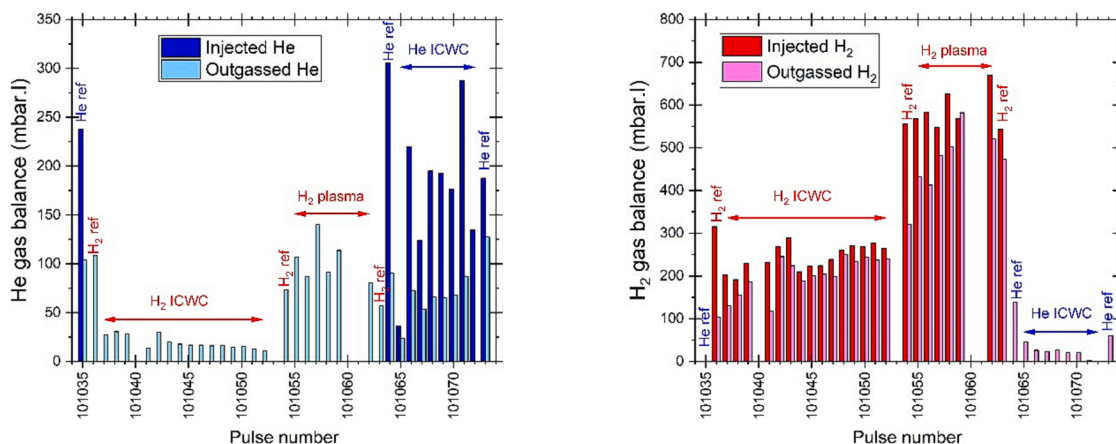 He gas balance (mbar.l)
350
300
250
200
150
100
50
0
Injected He
Outgassed He
He ref
H₂ ref
H₂ ICWC
H₂ ref
H₂ plasma
H₂ ref
He ref
He ICWC
He ref
101035
101040
101045
101050
101055
101060
101065
101070
Pulse number
H₂ gas balance (mbar.l)
800
700
600
500
400
300
200
100
0
Injected H₂
Outgassed H₂
He ref
H₂ ref
H₂ ICWC
H₂ ref
H₂ plasma
H₂ ref
He ref
He ICWC
He ref
101035
101040
101045
101050
101055
101060
101065
101070
Pulse number